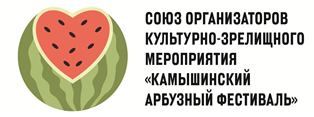 СОЮЗ ОРГАНИЗАТОРОВ
КУЛЬТУРНО-ЗРЕЛИЩНОГО
МЕРОПРИЯТИЯ
«КАМЫШИНСКИЙ
АРБУЗНЫЙ ФЕСТИВАЛЬ»